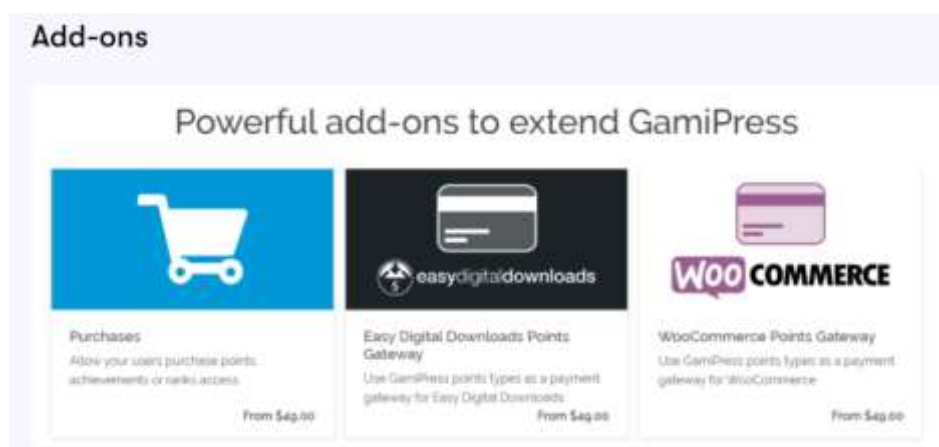 Add-ons
Powerful add-ons to extend GamiPress
easydigitaldownloads
WOO COMMERCE
Purchases
Allow your users purchase points,
achievements or ranks access.
From $49.00
Easy Digital Downloads Points
Gateway
Use GamiPress points types as a payment
gateway for Easy Digital Downloads
From $49.00
WooCommerce Points Gateway
Use GamiPress points types as a payment
gateway for WooCommerce
From $49.00